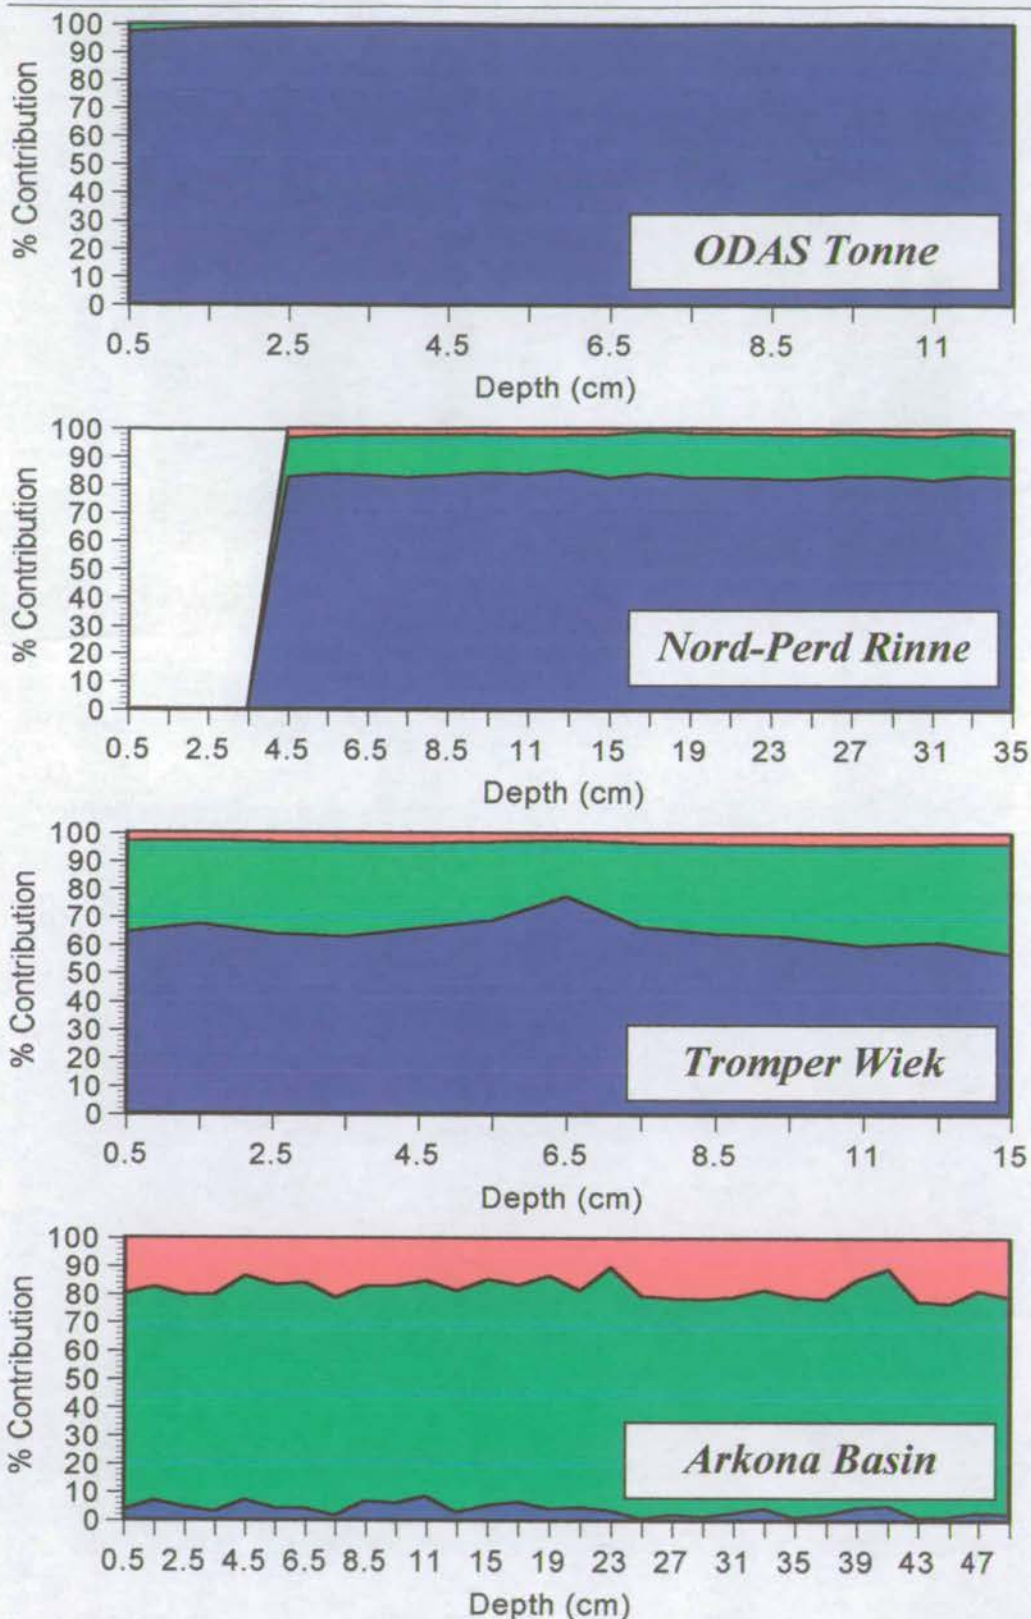 100
90
80
70
60
50
40
30
20
10
0
% Contribution
ODAS Tonne
0.5 2.5 4.5 6.5 8.5 11
Depth (cm)
100
90
80
70
60
50
40
30
20
10
0
% Contribution
Nord-Perd Rinne
0.5 2.5 4.5 6.5 8.5 11 15 19 23 27 31 35
Depth (cm)
100
90
80
70
60
50
40
30
20
10
0
% Contribution
Tromper Wiek
0.5 2.5 4.5 6.5 8.5 11 15
Depth (cm)
100
90
80
70
60
50
40
30
20
10
0
% Contribution
Arkona Basin
0.5 2.5 4.5 6.5 8.5 11 15 19 23 27 31 35 39 43 47
Depth (cm)